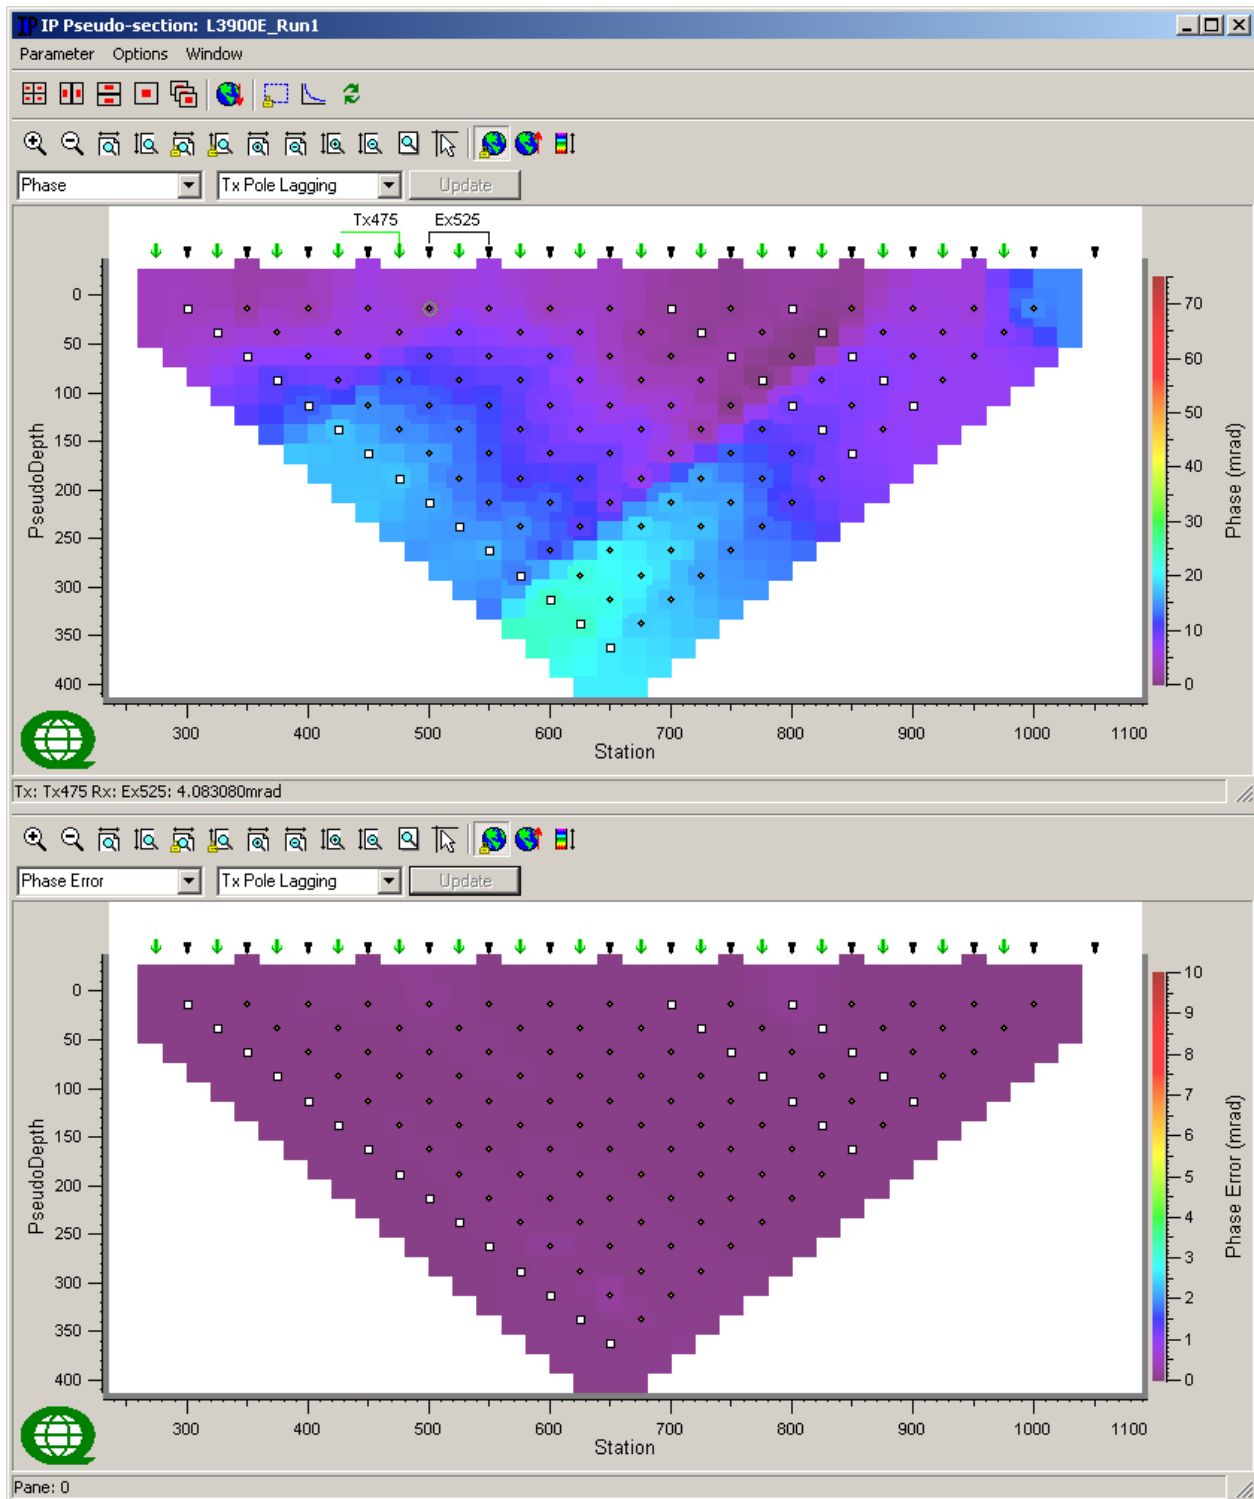 IP IP Pseudo-section: L3900E_Run1
Parameter Options Window
Phase Tx Pole Lagging Update
Tx475 Ex525
0
50
100
150
200
250
300
350
400
PseudoDepth
70
60
50
40
30
20
10
0
Phase (mrad)
300 400 500 600 700 800 900 1000 1100
Station
Tx: Tx475 Rx: Ex525: 4.083080mrad
Phase Error Tx Pole Lagging Update
0
50
100
150
200
250
300
350
400
PseudoDepth
10
9
8
7
6
5
4
3
2
1
0
Phase Error (mrad)
300 400 500 600 700 800 900 1000 1100
Station
Pane: 0